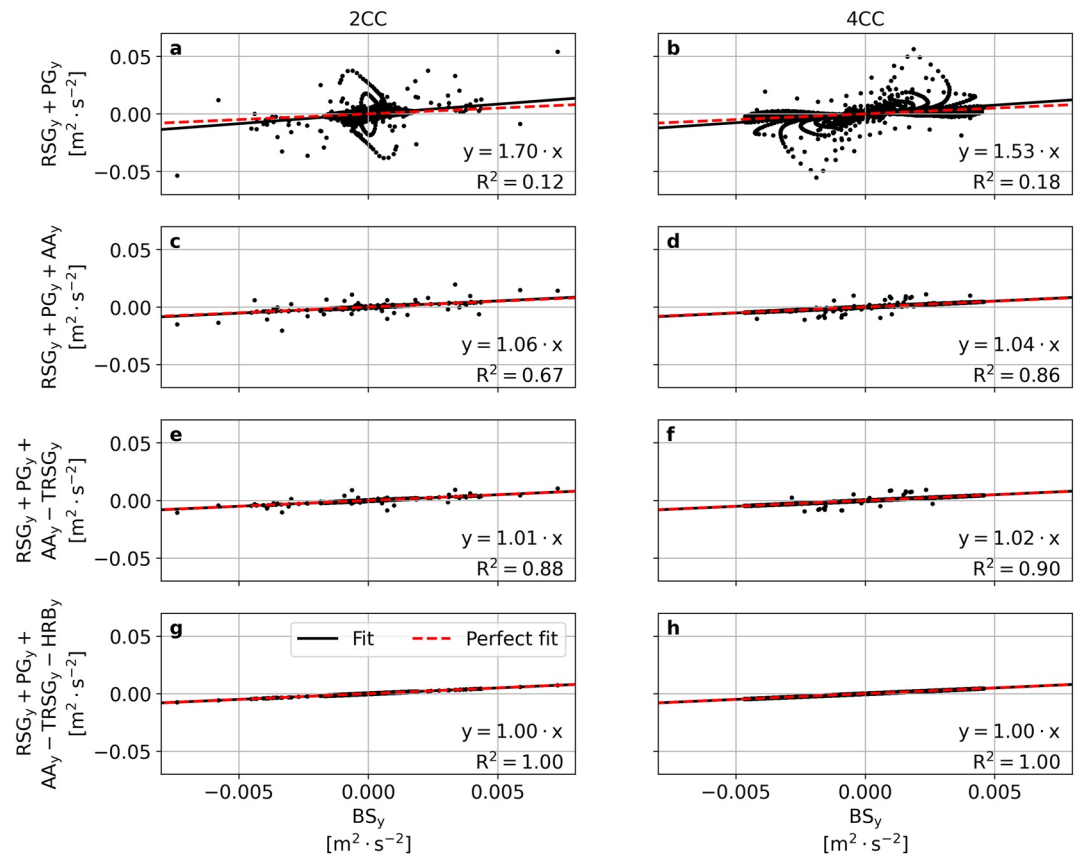 2CC
4CC
a
b
RSG_y + PG_y
[m² · s⁻²]
0.05
0.00
−0.05
y = 1.70 · x
R² = 0.12
y = 1.53 · x
R² = 0.18
c
d
RSG_y + PG_y + AA_y
[m² · s⁻²]
0.05
0.00
−0.05
y = 1.06 · x
R² = 0.67
y = 1.04 · x
R² = 0.86
e
f
RSG_y + PG_y +
AA_y − TRSG_y
[m² · s⁻²]
0.05
0.00
−0.05
y = 1.01 · x
R² = 0.88
y = 1.02 · x
R² = 0.90
g
h
Fit
Perfect fit
RSG_y + PG_y +
AA_y − TRSG_y − HRB_y
[m² · s⁻²]
0.05
0.00
−0.05
y = 1.00 · x
R² = 1.00
y = 1.00 · x
R² = 1.00
−0.005 0.000 0.005
−0.005 0.000 0.005
BS_y
[m² · s⁻²]
BS_y
[m² · s⁻²]